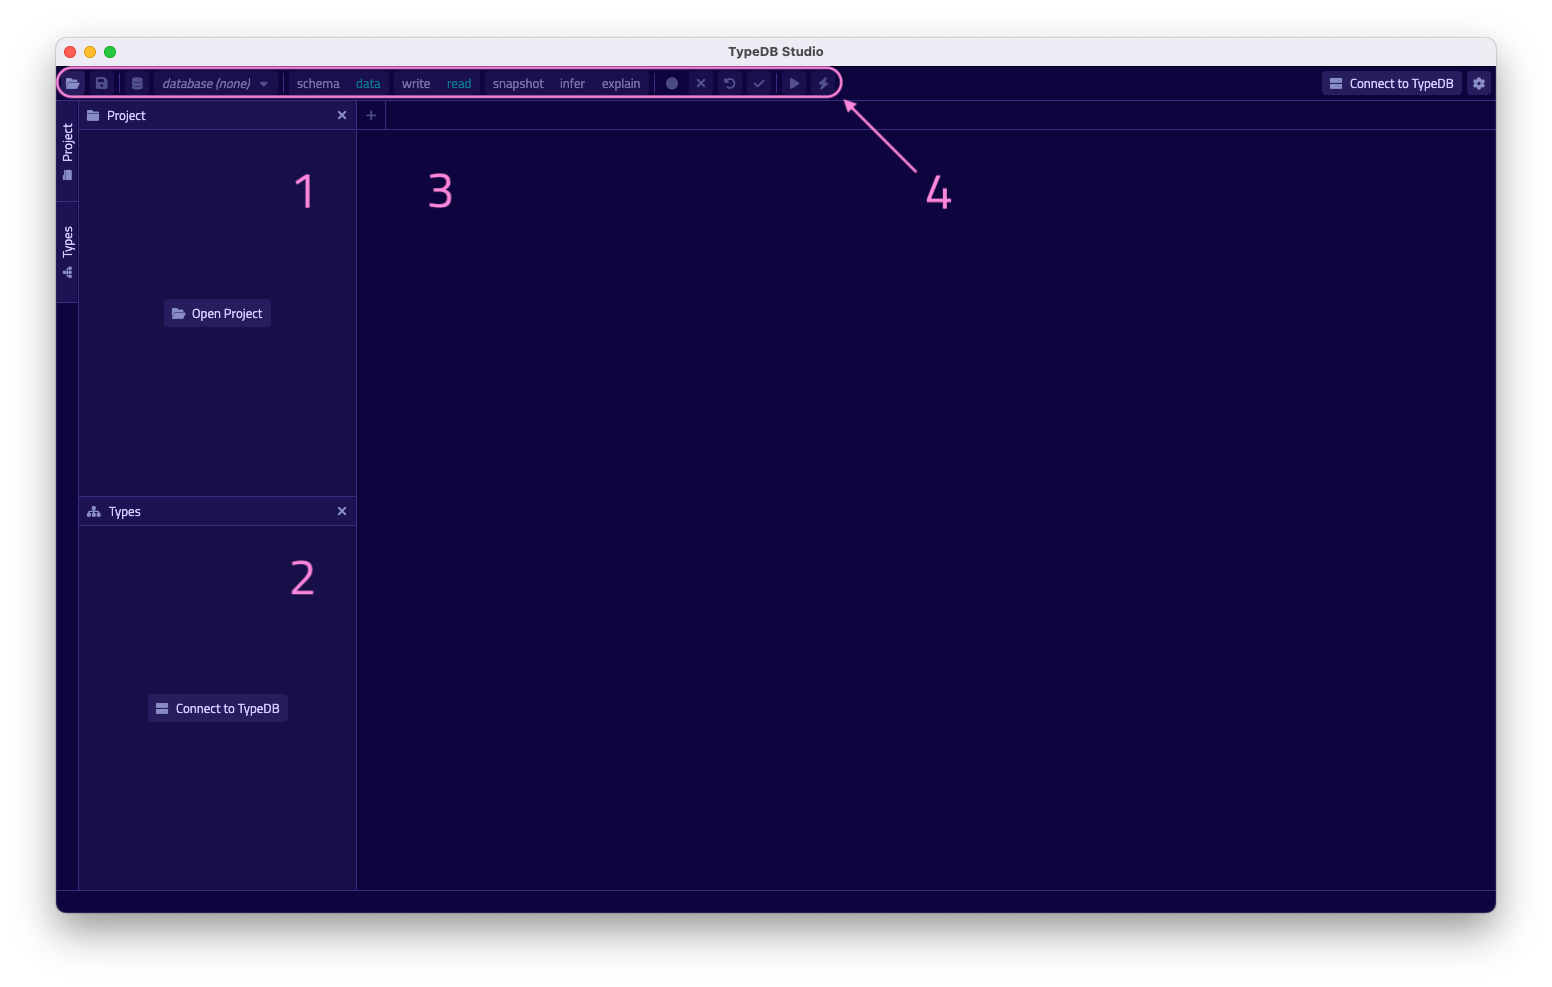 TypeDB Studio
database (none) schema data write read snapshot infer explain Connect to TypeDB
Project
Project
Types
1
3
4
Open Project
Types
2
Connect to TypeDB